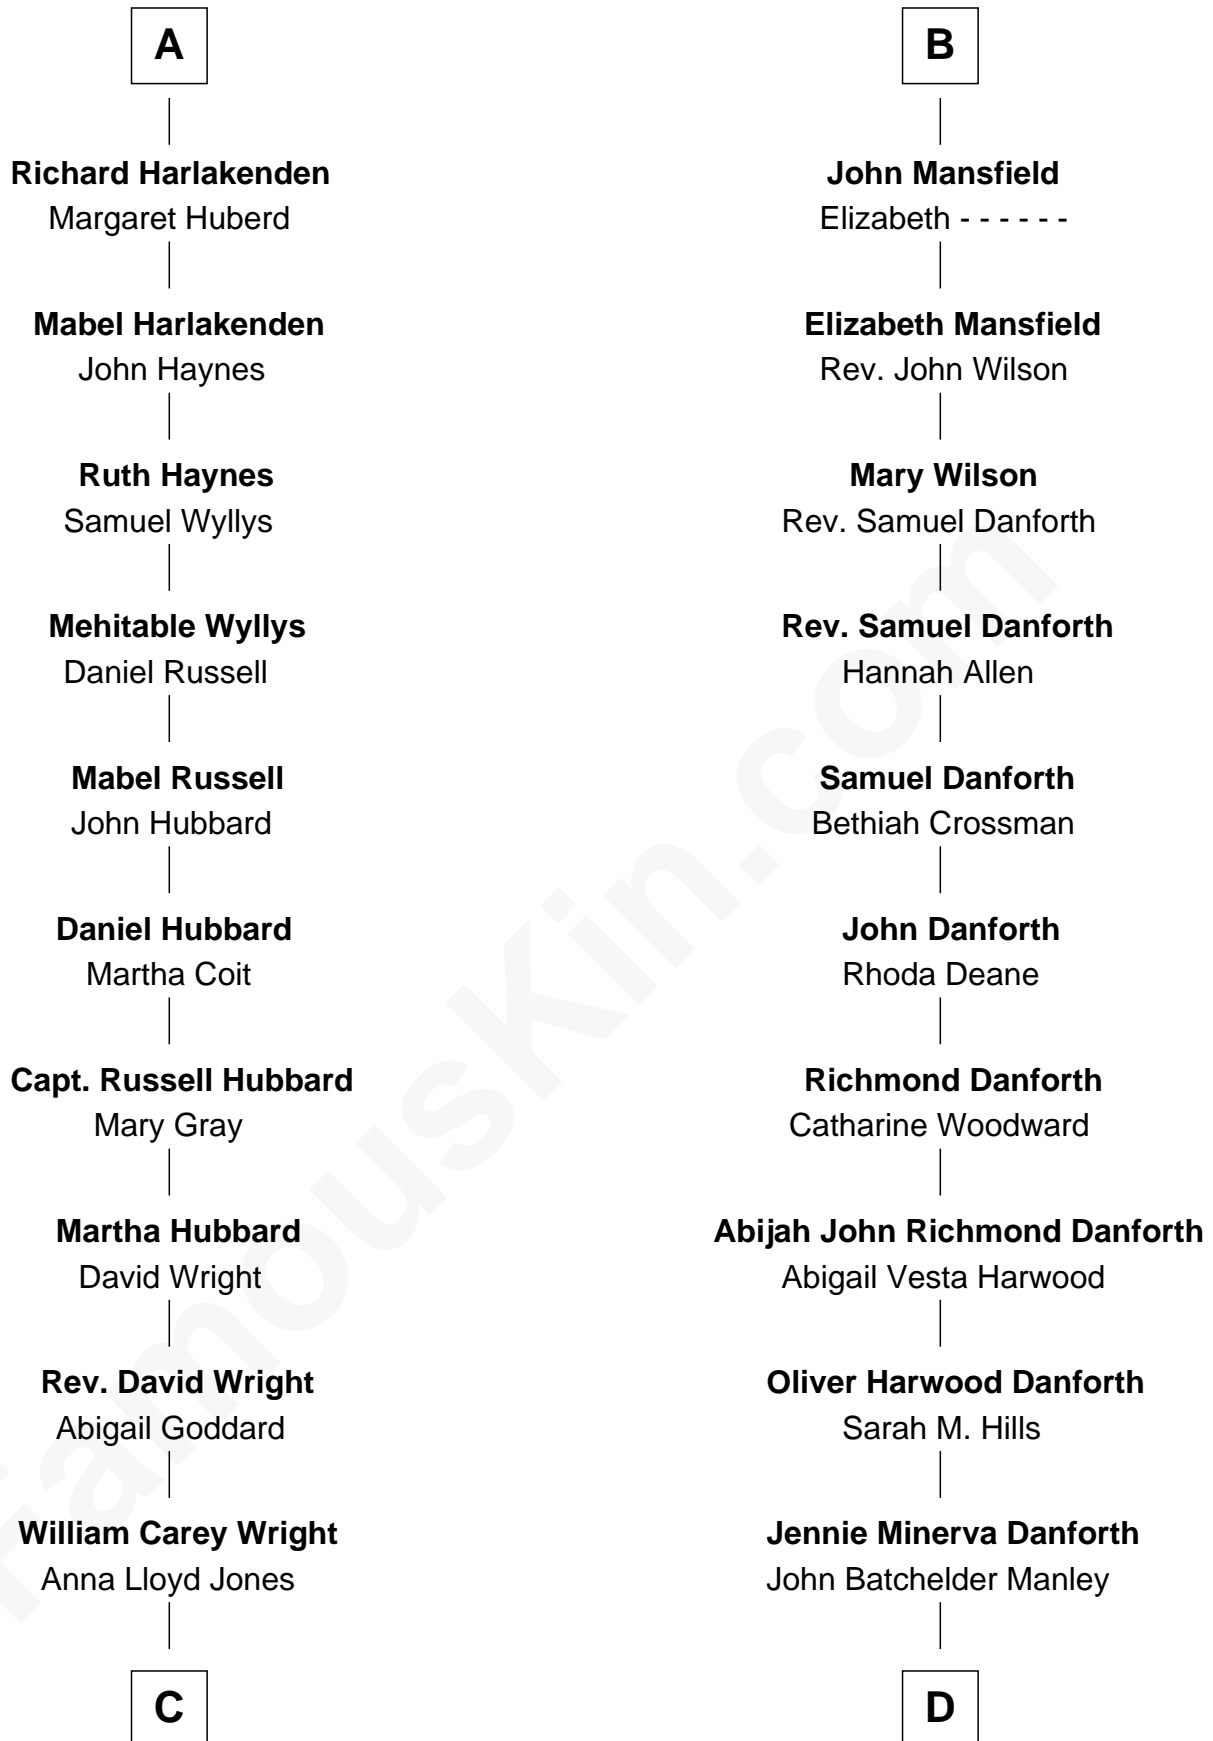 A
Richard Harlakenden
Margaret Huberd
Mabel Harlakenden
John Haynes
Ruth Haynes
Samuel Wyllys
Mehitable Wyllys
Daniel Russell
Mabel Russell
John Hubbard
Daniel Hubbard
Martha Coit
Capt. Russell Hubbard
Mary Gray
Martha Hubbard
David Wright
Rev. David Wright
Abigail Goddard
William Carey Wright
Anna Lloyd Jones
C
B
John Mansfield
Elizabeth - - - - - -
Elizabeth Mansfield
Rev. John Wilson
Mary Wilson
Rev. Samuel Danforth
Rev. Samuel Danforth
Hannah Allen
Samuel Danforth
Bethiah Crossman
John Danforth
Rhoda Deane
Richmond Danforth
Catharine Woodward
Abijah John Richmond Danforth
Abigail Vesta Harwood
Oliver Harwood Danforth
Sarah M. Hills
Jennie Minerva Danforth
John Batchelder Manley
D
FamousKin.com